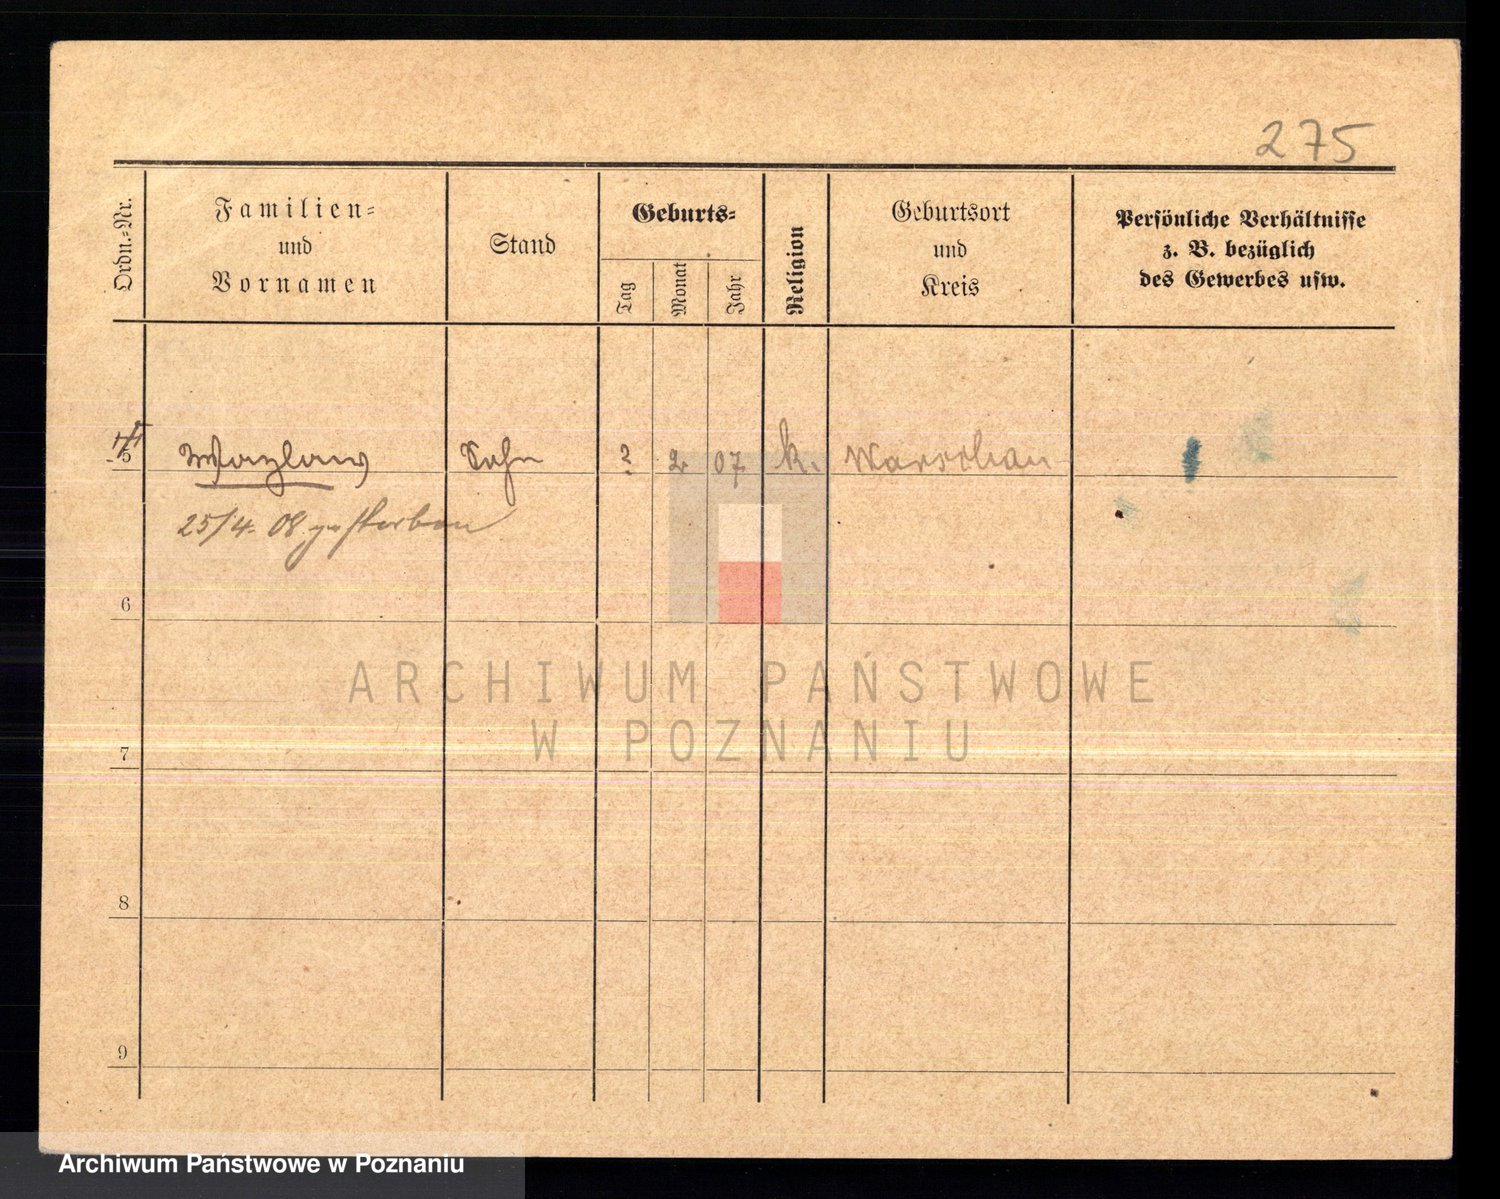 275
Ordn.-Nr.
Familien-
und
Vornamen
Stand
Geburts-
Tag
Monat
Jahr
Religion
Geburtsort
und
Kreis
Persönliche Verhältnisse
z. B. bezüglich
des Gewerbes usw.
5 Wazlaw Sohn 2 2 07 k. Warschau
25/4. 08 gestorben
6
ARCHIWUM PAŃSTWOWE
W POZNANIU
7
8
9
Archiwum Państwowe w Poznaniu